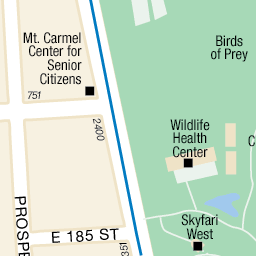 Mt. Carmel
Center for
Senior
Citizens
751
2400
Birds
of Prey
Wildlife
Health
Center
C
PROSPE
E 185 ST
Skyfari
West